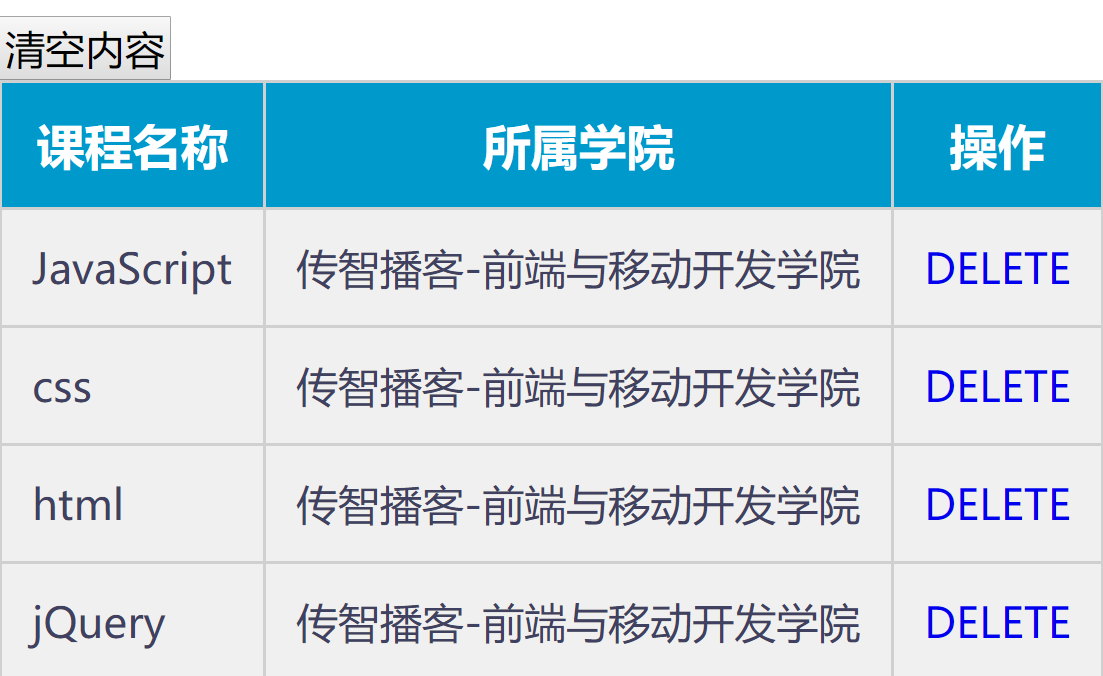 清空内容
课程名称 所属学院 操作
JavaScript 传智播客-前端与移动开发学院 DELETE
css 传智播客-前端与移动开发学院 DELETE
html 传智播客-前端与移动开发学院 DELETE
jQuery 传智播客-前端与移动开发学院 DELETE